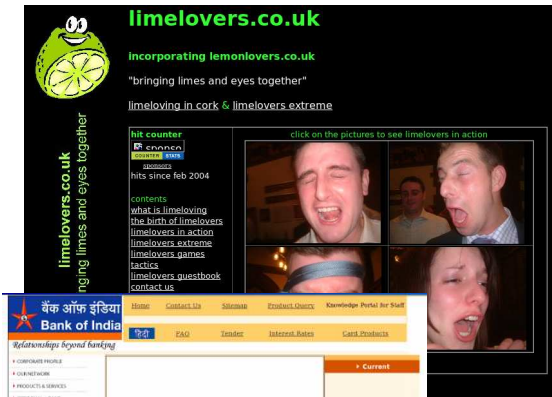 limelovers.co.uk
incorporating lemonlovers.co.uk
"bringing limes and eyes together"
limeloving in cork & limelovers extreme
limelovers.co.uk
nging limes and eyes together
hit counter
sponso
COUNTER STATS
sponsors
hits since feb 2004
contents
what is limeloving
the birth of limelovers
limelovers in action
limelovers extreme
limelovers games
tactics
limelovers guestbook
contact us
click on the pictures to see limelovers in action
बैंक ऑफ़ इंडिया
Bank of India
Relationships beyond banking
Home Contact Us Sitemap Product Query Knowledge Portal for Staff
हिंदी FAQ Tender Interest Rates Card Products
CORPORATE PROFILE
OUR NETWORK
PRODUCTS & SERVICES
Current